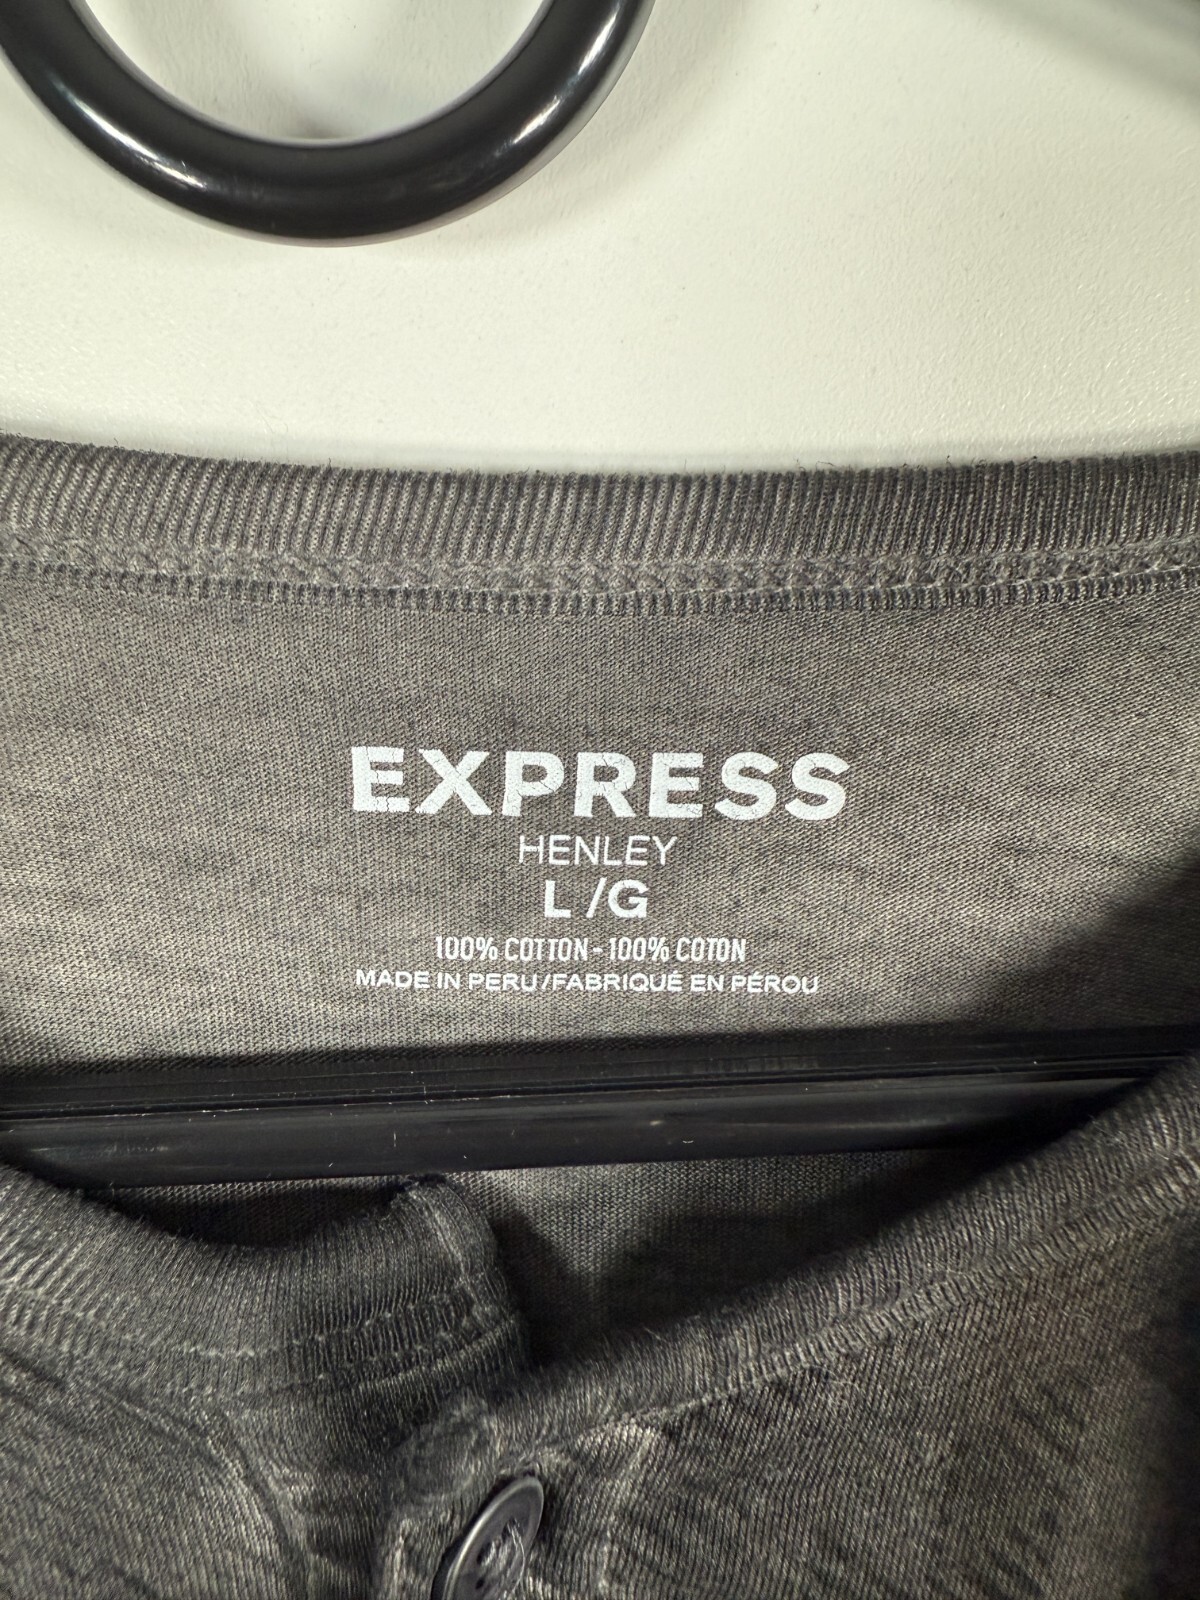 EXPRESS
HENLEY
L /G
100% COTTON - 100% COTON
MADE IN PERU/FABRIQUÉ EN PÉROU